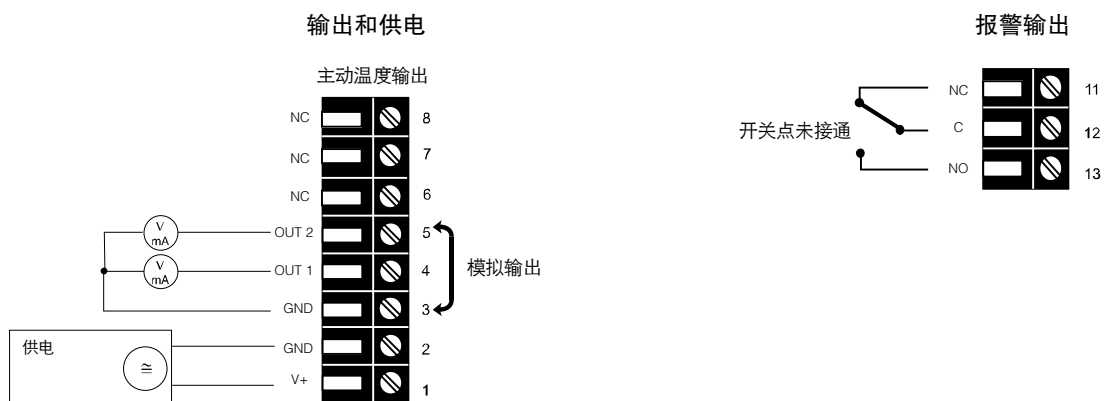 输出和供电
主动温度输出
NC 8
NC 7
NC 6
V mA OUT 2 5
V mA OUT 1 4
模拟输出
GND 3
供电 ≅ GND 2
V+ 1
报警输出
NC 11
开关点未接通 C 12
NO 13